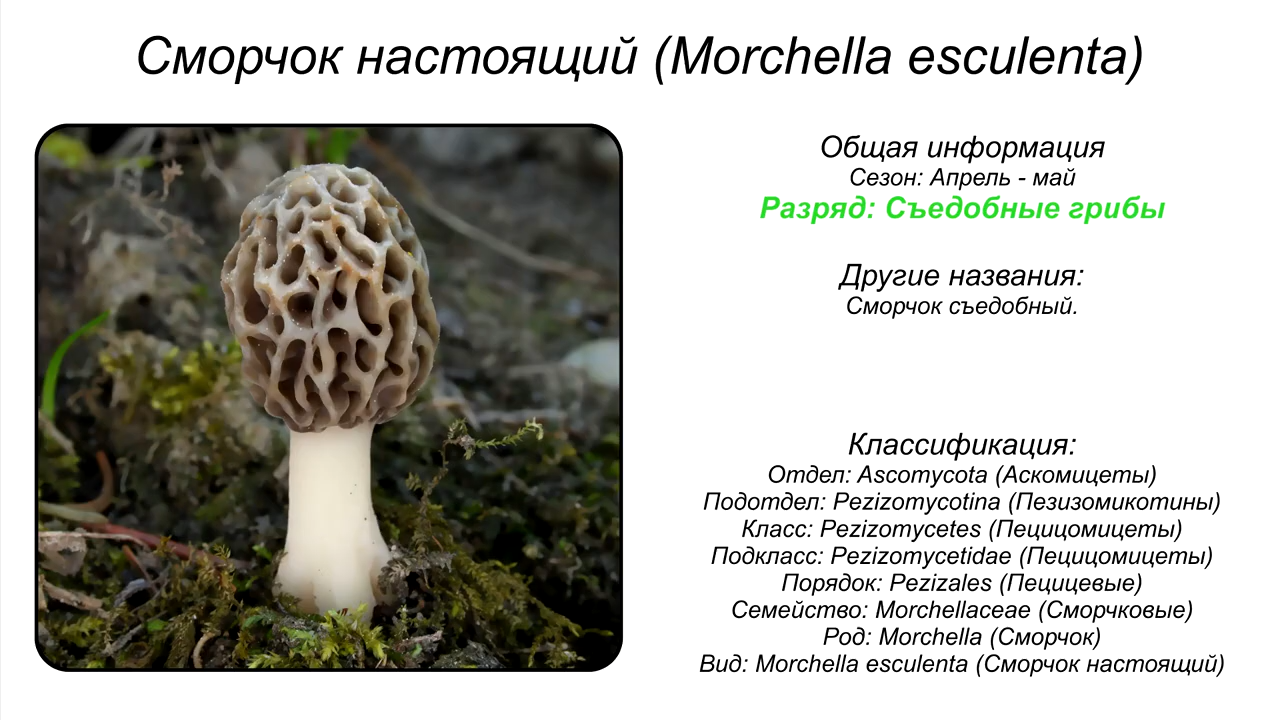 Сморчок настоящий (Morchella esculenta)
Общая информация
Сезон: Апрель - май
Разряд: Съедобные грибы
Другие названия:
Сморчок съедобный.
Классификация:
Отдел: Ascomycota (Аскомицеты)
Подотдел: Pezizomycotina (Пезизомикотины)
Класс: Pezizomycetes (Пецицомицеты)
Подкласс: Pezizomycetidae (Пецицомицеты)
Порядок: Pezizales (Пецицевые)
Семейство: Morchellaceae (Сморчковые)
Род: Morchella (Сморчок)
Вид: Morchella esculenta (Сморчок настоящий)